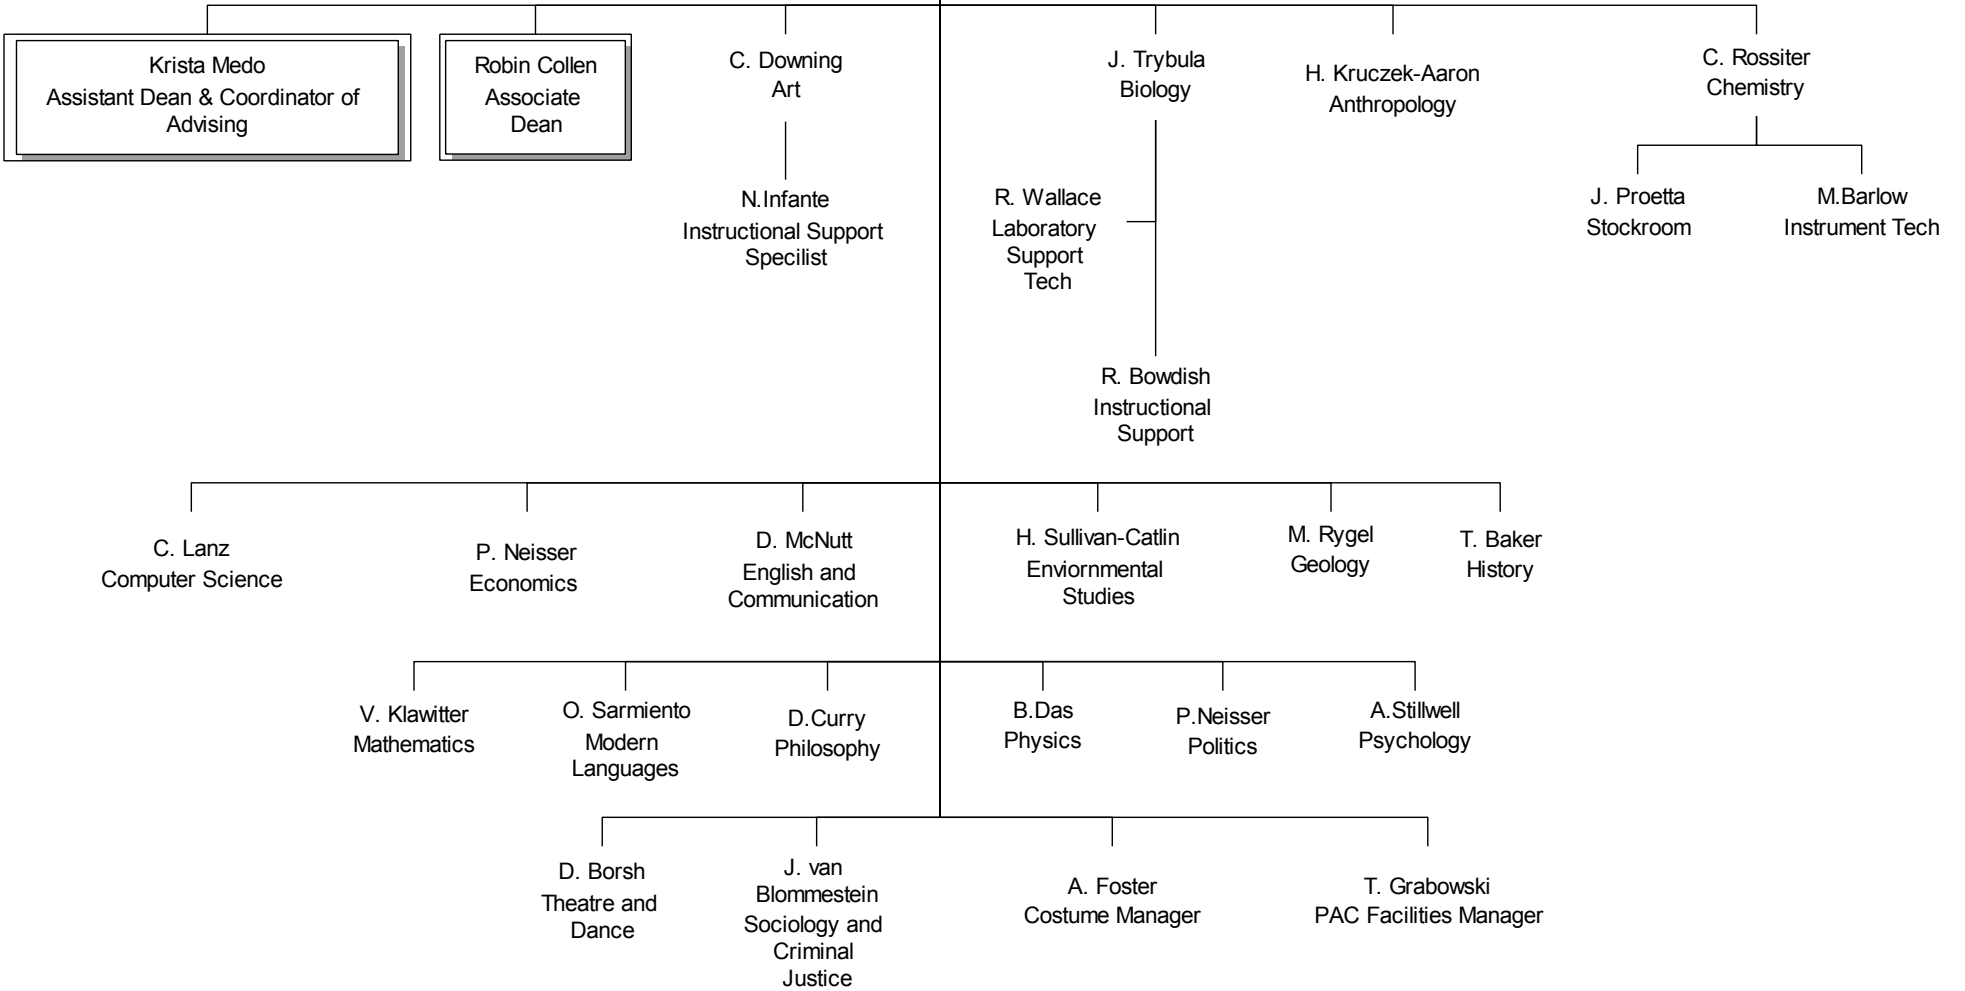 Krista Medo
Assistant Dean & Coordinator of
Advising
Robin Collen
Associate
Dean
C. Downing
Art
J. Trybula
Biology
H. Kruczek-Aaron
Anthropology
C. Rossiter
Chemistry
N.Infante
Instructional Support
Specilist
R. Wallace
Laboratory
Support
Tech
J. Proetta
Stockroom
M.Barlow
Instrument Tech
R. Bowdish
Instructional
Support
C. Lanz
Computer Science
P. Neisser
Economics
D. McNutt
English and
Communication
H. Sullivan-Catlin
Enviornmental
Studies
M. Rygel
Geology
T. Baker
History
V. Klawitter
Mathematics
O. Sarmiento
Modern
Languages
D.Curry
Philosophy
B.Das
Physics
P.Neisser
Politics
A.Stillwell
Psychology
D. Borsh
Theatre and
Dance
J. van
Blommestein
Sociology and
Criminal
Justice
A. Foster
Costume Manager
T. Grabowski
PAC Facilities Manager